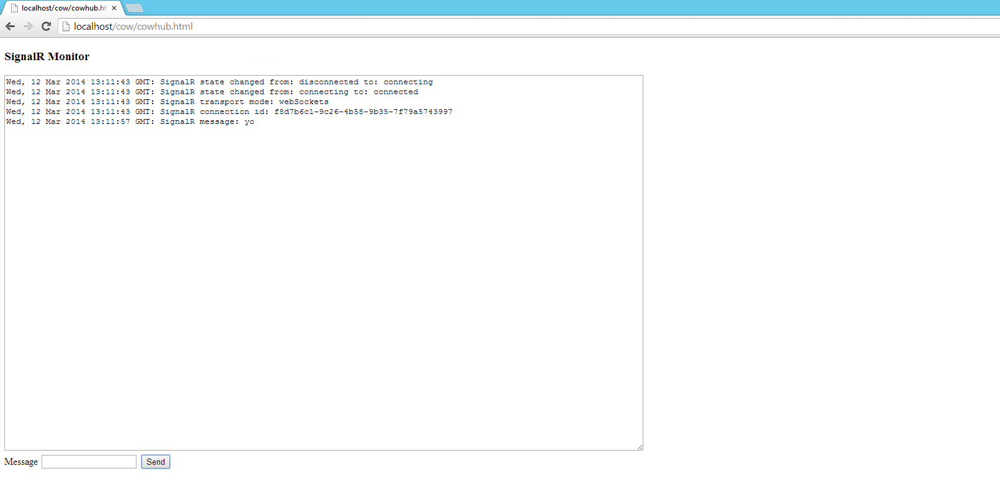 localhost/cow/cowhub.ht
localhost/cow/cowhub.html
SignalR Monitor
Wed, 12 Mar 2014 13:11:43 GMT: SignalR state changed from: disconnected to: connecting
Wed, 12 Mar 2014 13:11:43 GMT: SignalR state changed from: connecting to: connected
Wed, 12 Mar 2014 13:11:43 GMT: SignalR transport mode: webSockets
Wed, 12 Mar 2014 13:11:43 GMT: SignalR connection id: f8d7b6c1-9c26-4b58-9b35-7f79a5743997
Wed, 12 Mar 2014 13:11:57 GMT: SignalR message: yo
Message Send